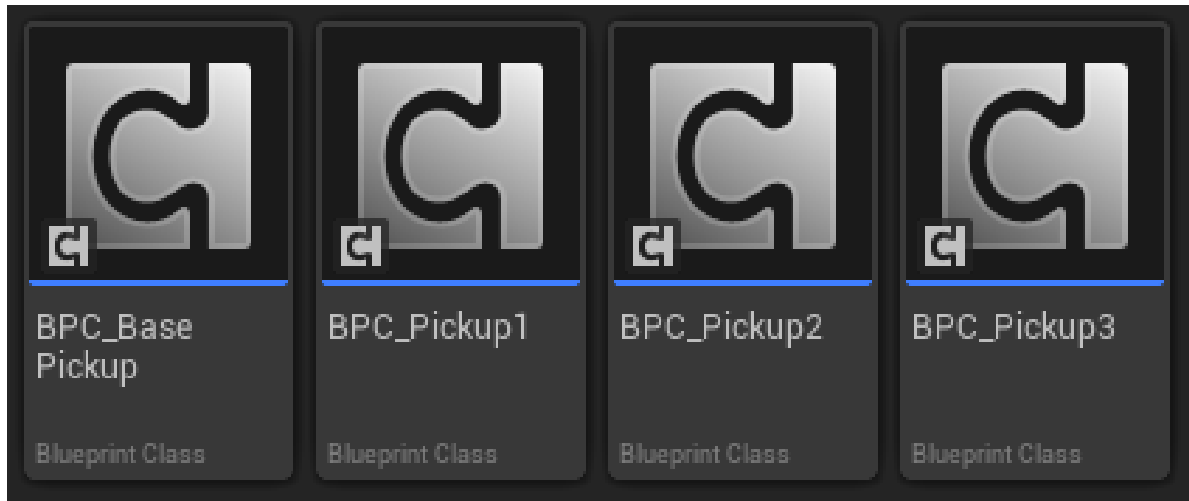 BPC_Base
Pickup
Blueprint Class
BPC_Pickup1
Blueprint Class
BPC_Pickup2
Blueprint Class
BPC_Pickup3
Blueprint Class